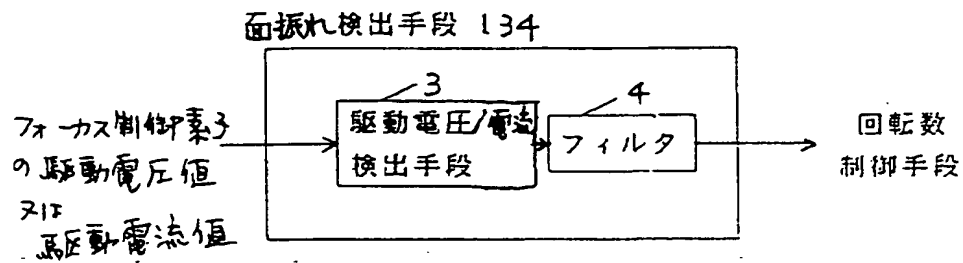 面振れ検出手段 134
3
4
フォーカス制御素子
の駆動電圧値
又は
駆動電流値
駆動電圧/電流
検出手段
フィルタ
回転数
制御手段